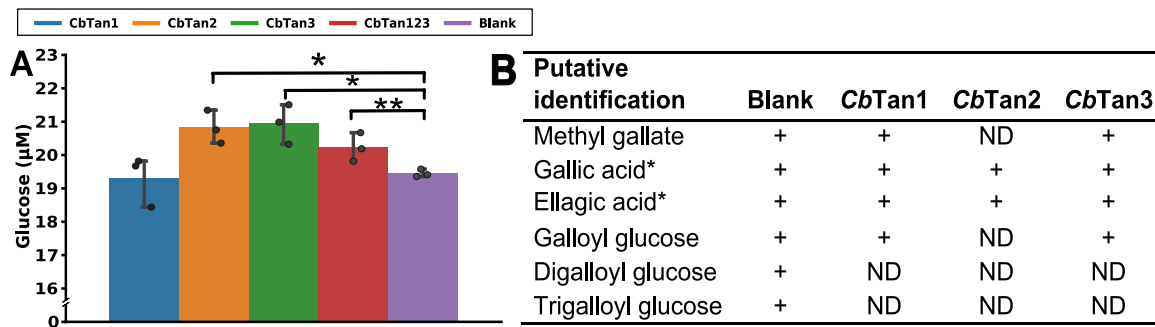 CbTan1 CbTan2 CbTan3 CbTan123 Blank
A
Glucose (µM)
23
22
21
20
19
18
17
16
0
*
*
**
B
Putative identification Blank CbTan1 CbTan2 CbTan3
Methyl gallate + + ND +
Gallic acid* + + + +
Ellagic acid* + + + +
Galloyl glucose + + ND +
Digalloyl glucose + ND ND ND
Trigalloyl glucose + ND ND ND